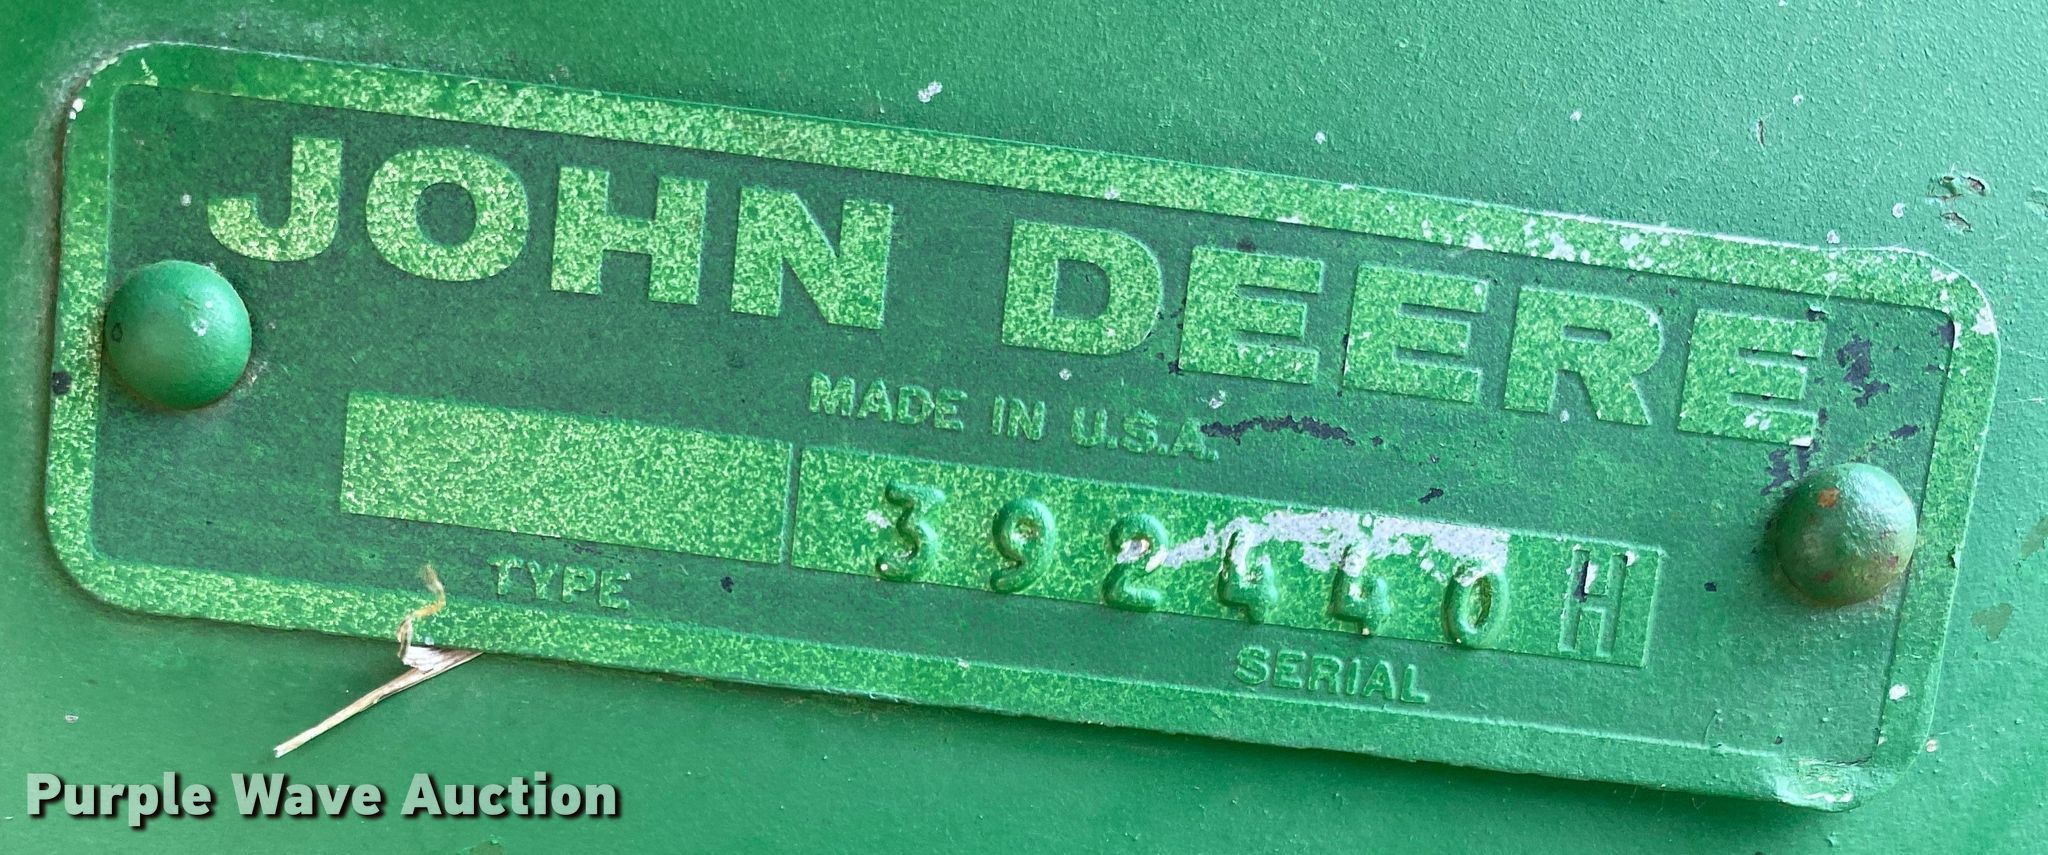 JOHN DEERE
MADE IN U.S.A.
392440 H
TYPE
SERIAL
Purple Wave Auction